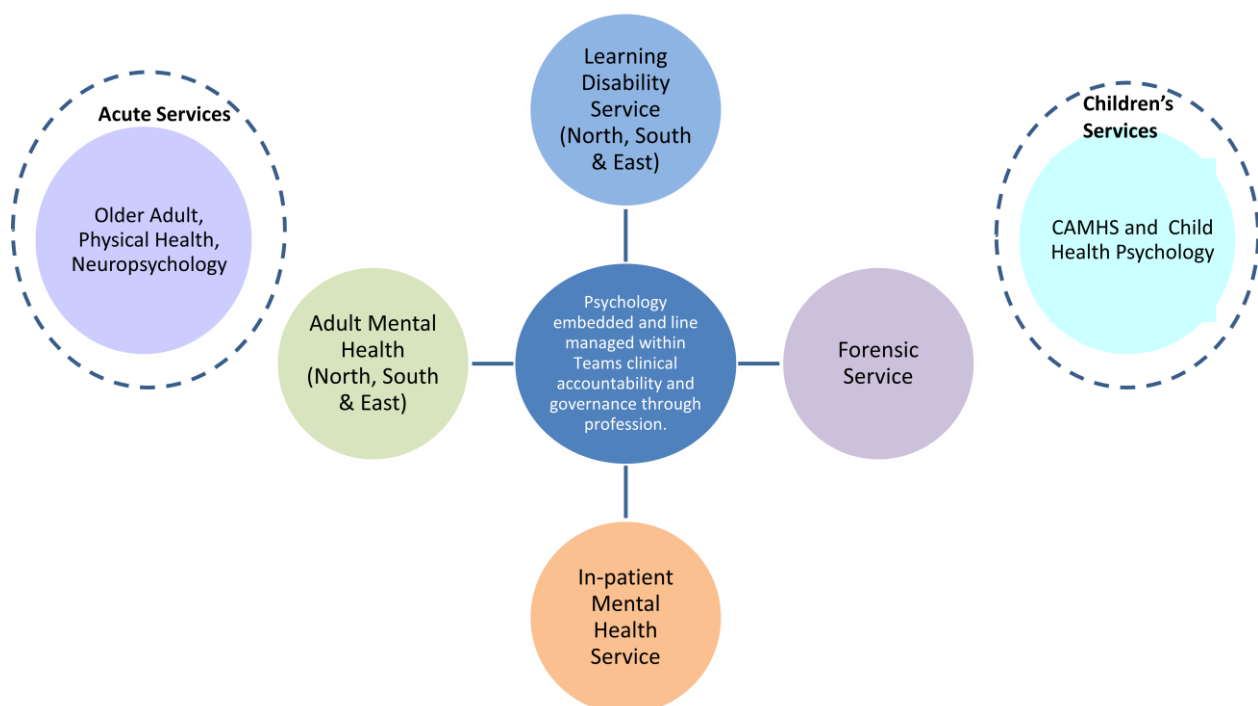 Learning
Disability
Service
(North, South
& East)
Acute Services
Older Adult,
Physical Health,
Neuropsychology
Children's
Services
CAMHS and Child
Health Psychology
Adult Mental
Health
(North, South
& East)
Psychology
embedded and line
managed within
Teams clinical
accountability and
governance through
profession.
Forensic
Service
In-patient
Mental
Health
Service